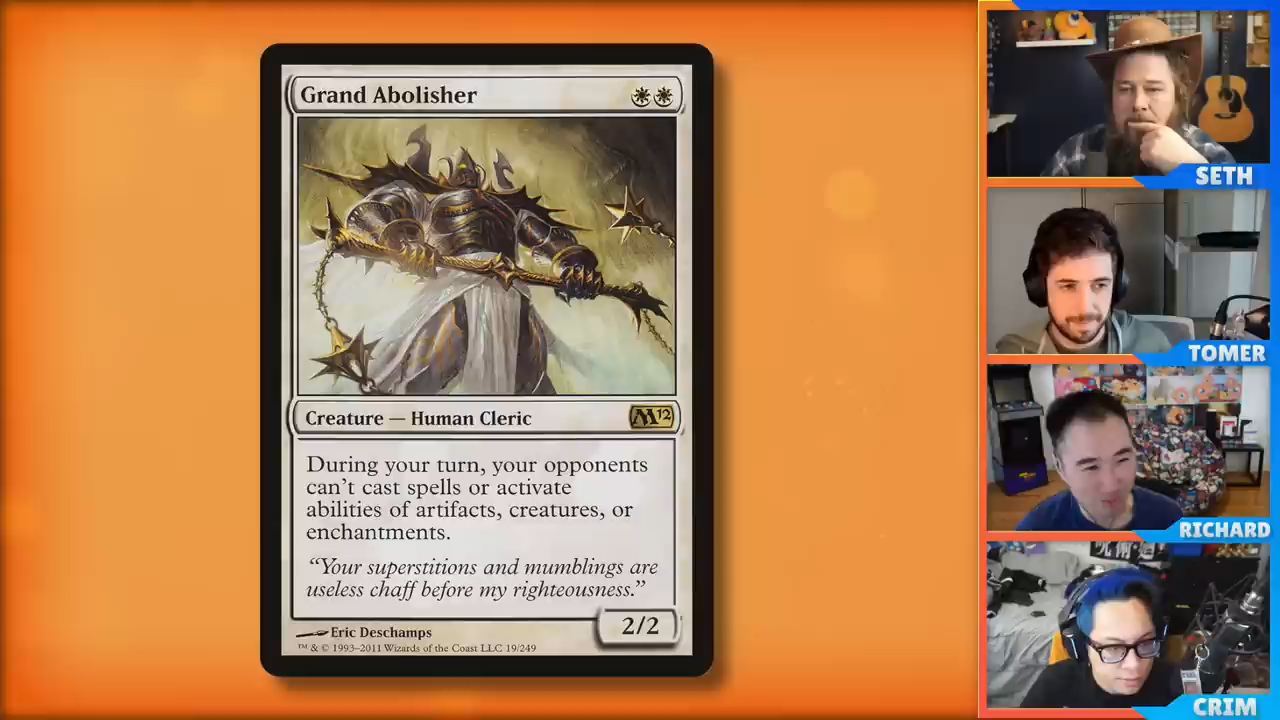 Grand Abolisher
Creature — Human Cleric
M12
During your turn, your opponents
can't cast spells or activate
abilities of artifacts, creatures, or
enchantments.
“Your superstitions and mumblings are
useless chaff before my righteousness.”
2/2
Eric Deschamps
™ & © 1993–2011 Wizards of the Coast LLC 19/249
SETH
TOMER
RICHARD
CRIM